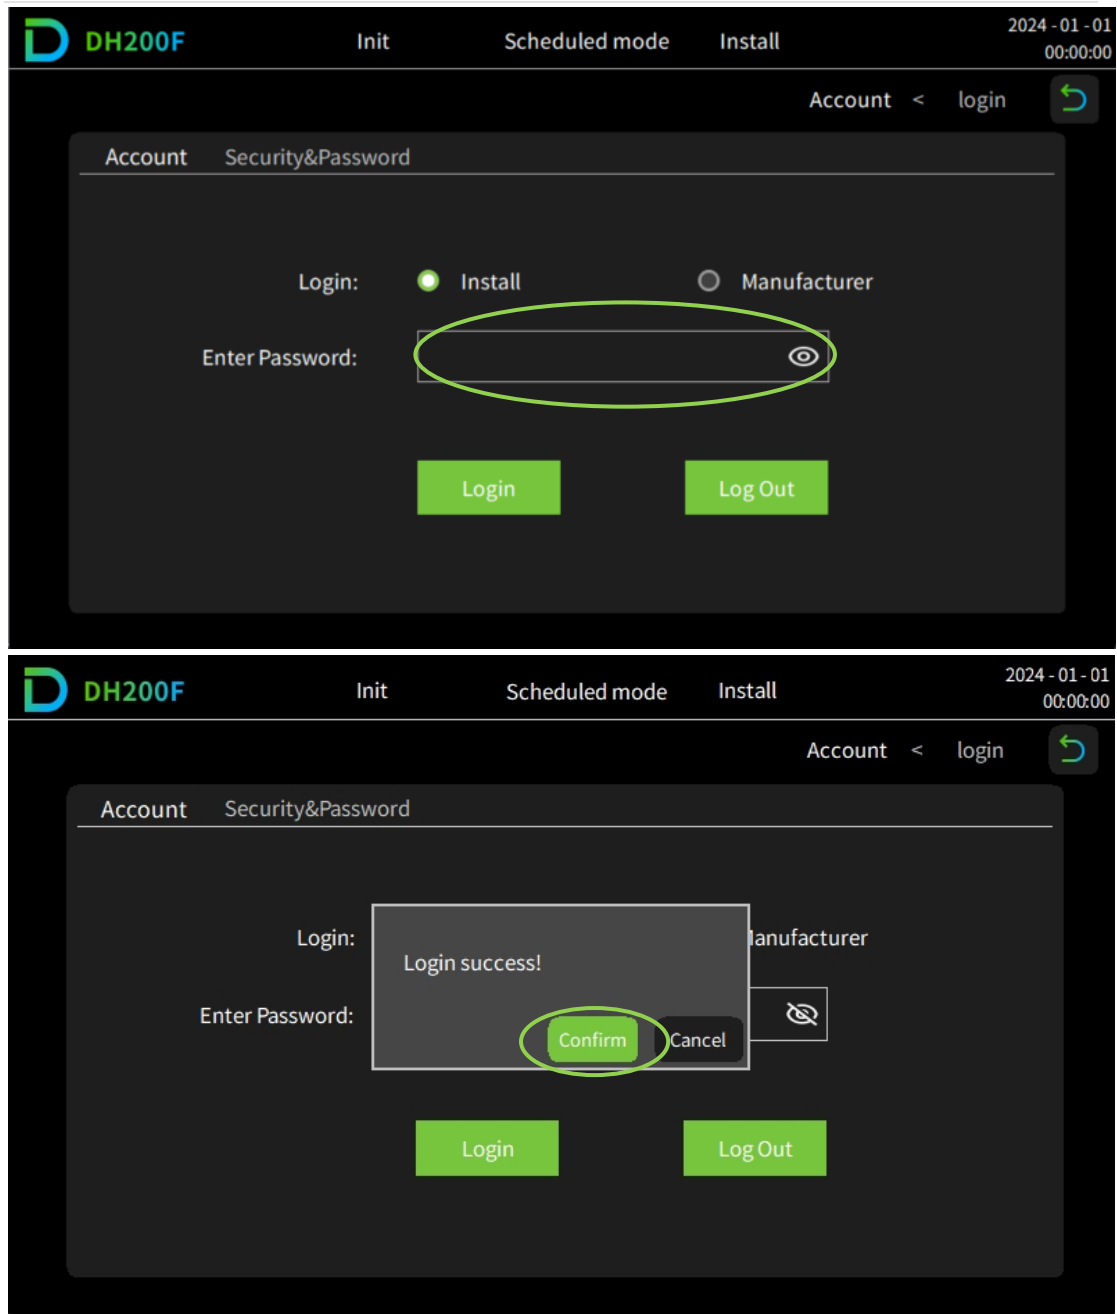 DH200F Init Scheduled mode Install 2024 - 01 - 01
00:00:00
Account < login
Account Security&Password
Login: Install Manufacturer
Enter Password:
Login Log Out
DH200F Init Scheduled mode Install 2024 - 01 - 01
00:00:00
Account < login
Account Security&Password
Login: anufacturer
Login success!
Enter Password:
Confirm Cancel
Login Log Out